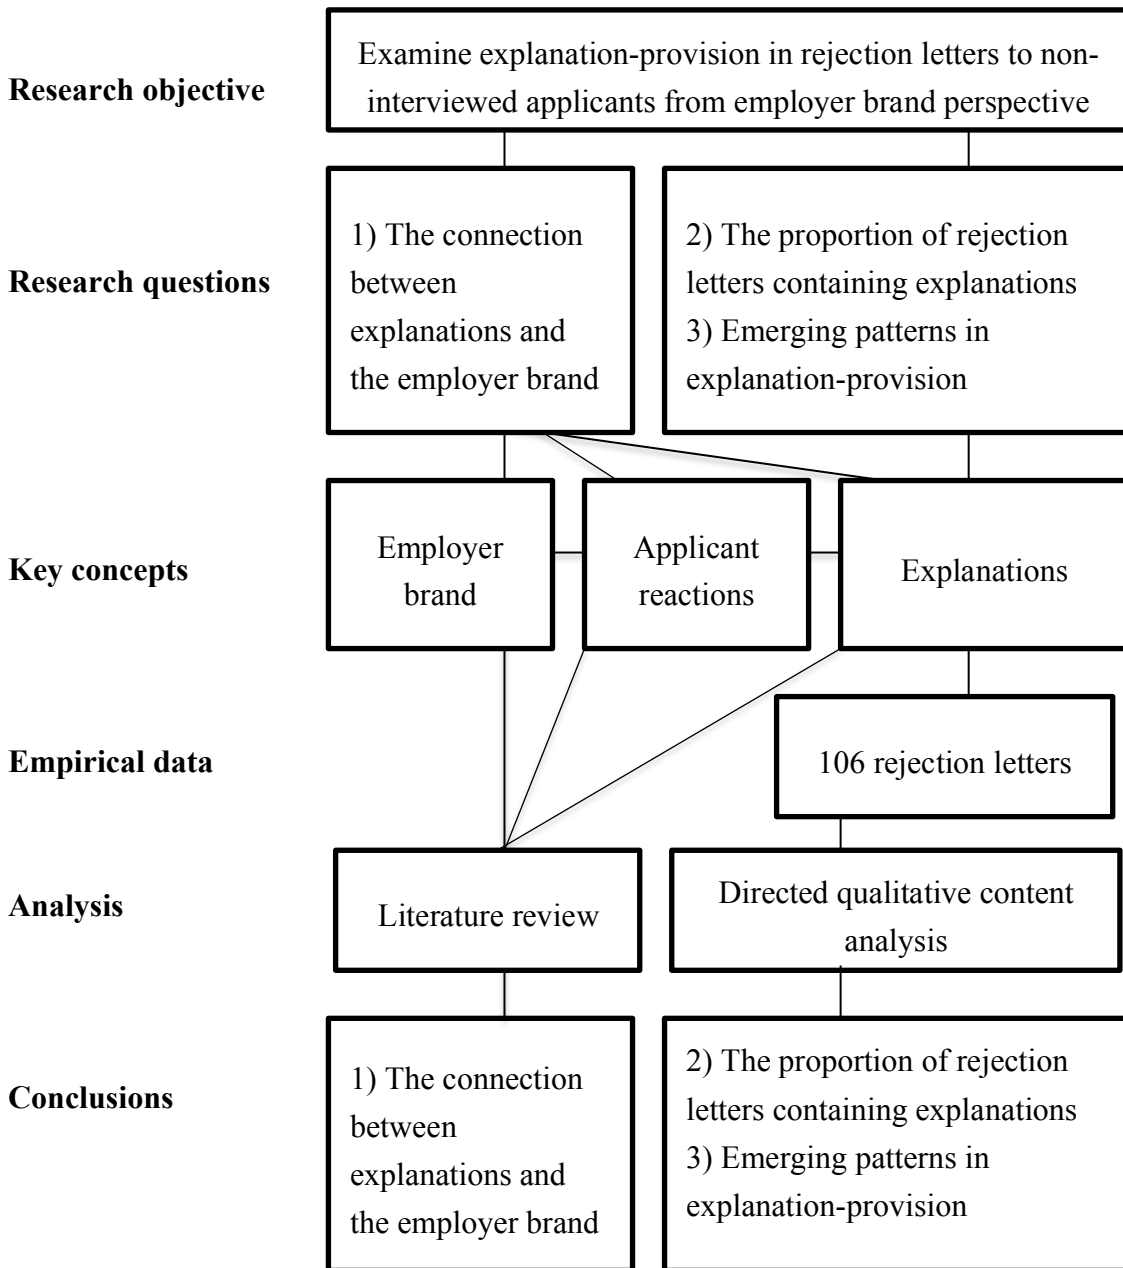 Research objective
Examine explanation-provision in rejection letters to non-
interviewed applicants from employer brand perspective
Research questions
1) The connection
between
explanations and
the employer brand
2) The proportion of rejection
letters containing explanations
3) Emerging patterns in
explanation-provision
Key concepts
Employer
brand
Applicant
reactions
Explanations
Empirical data
106 rejection letters
Analysis
Literature review
Directed qualitative content
analysis
Conclusions
1) The connection
between
explanations and
the employer brand
2) The proportion of rejection
letters containing explanations
3) Emerging patterns in
explanation-provision